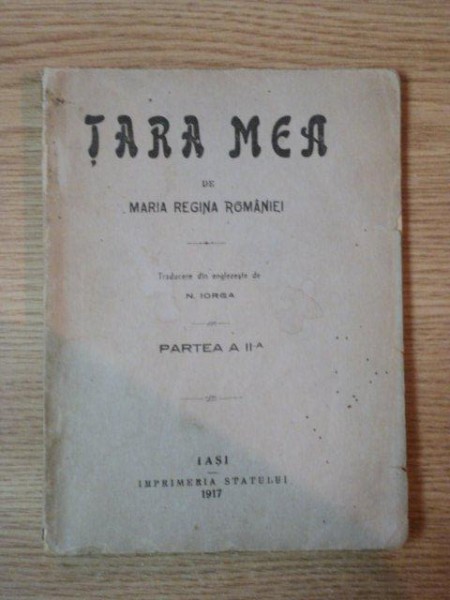 ȚARA MEA
DE
MARIA REGINA ROMÂNIEI
Traducere din englezește de
N. IORGA
PARTEA A II-A
IAȘI
IMPRIMERIA STATULUI
1917